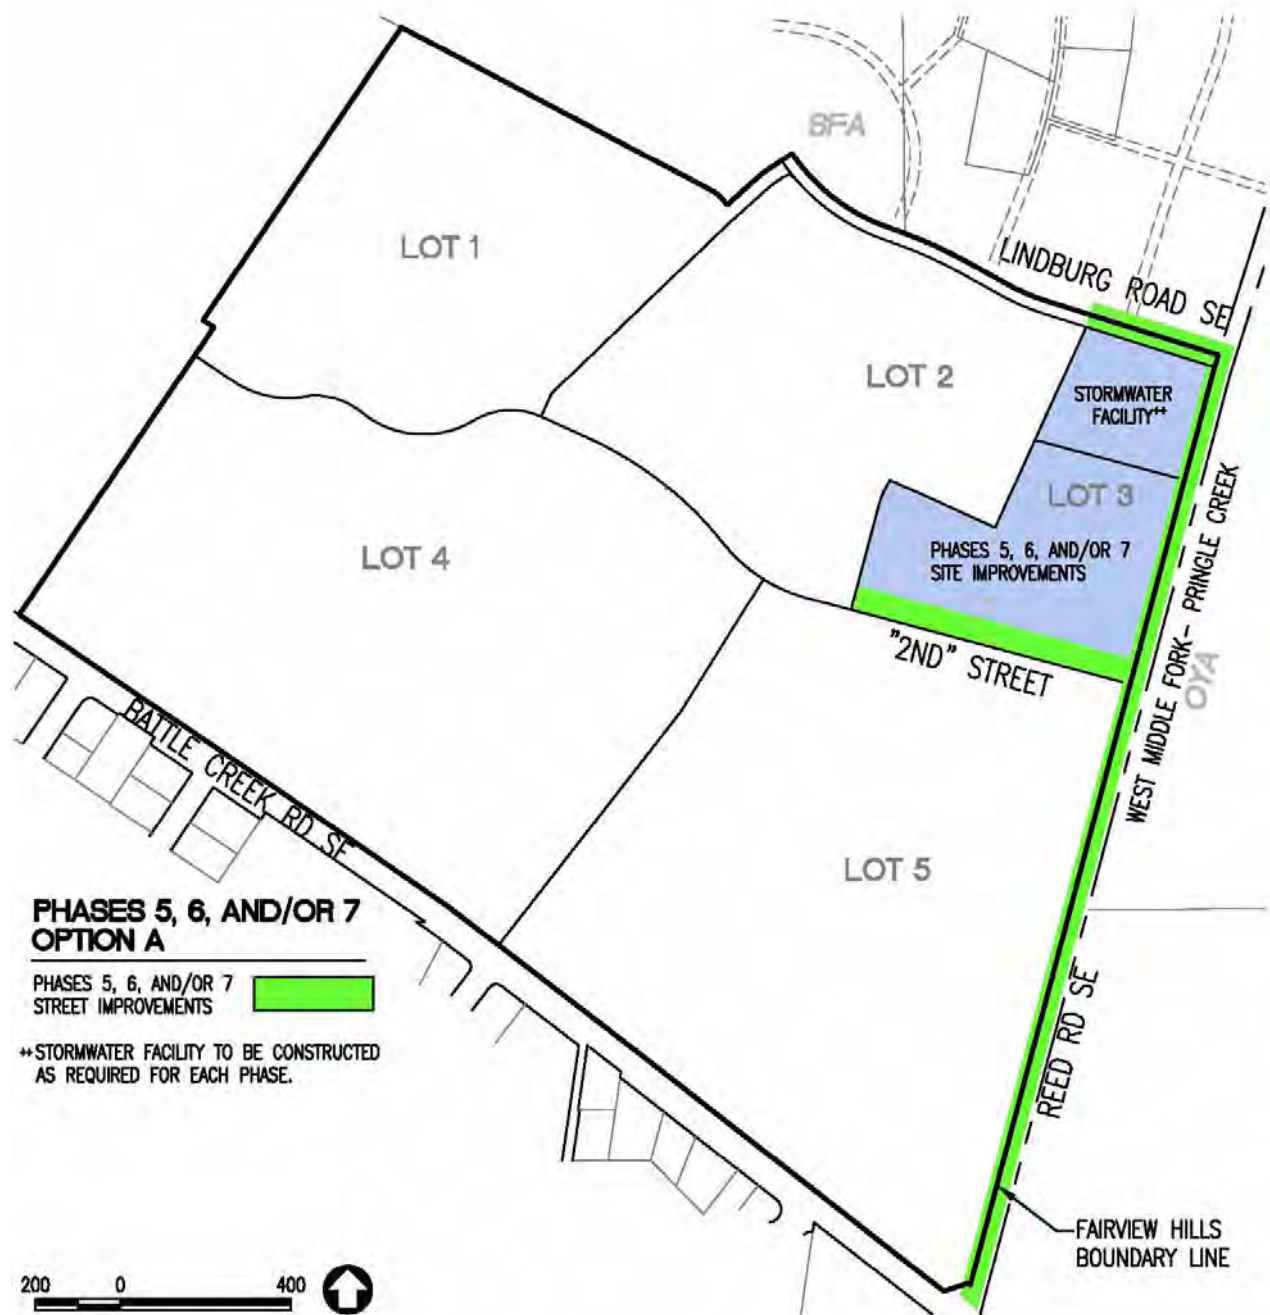 SFA
LOT 1
LINDBURG ROAD SE
LOT 2
STORMWATER
FACILITY++
LOT 3
WEST MIDDLE FORK- PRINGLE CREEK
LOT 4
PHASES 5, 6, AND/OR 7
SITE IMPROVEMENTS
"2ND" STREET
OYA
BATTLE CREEK RD SE
LOT 5
PHASES 5, 6, AND/OR 7
OPTION A
PHASES 5, 6, AND/OR 7
STREET IMPROVEMENTS
++STORMWATER FACILITY TO BE CONSTRUCTED
AS REQUIRED FOR EACH PHASE.
REED RD SE
FAIRVIEW HILLS
BOUNDARY LINE
200 0 400